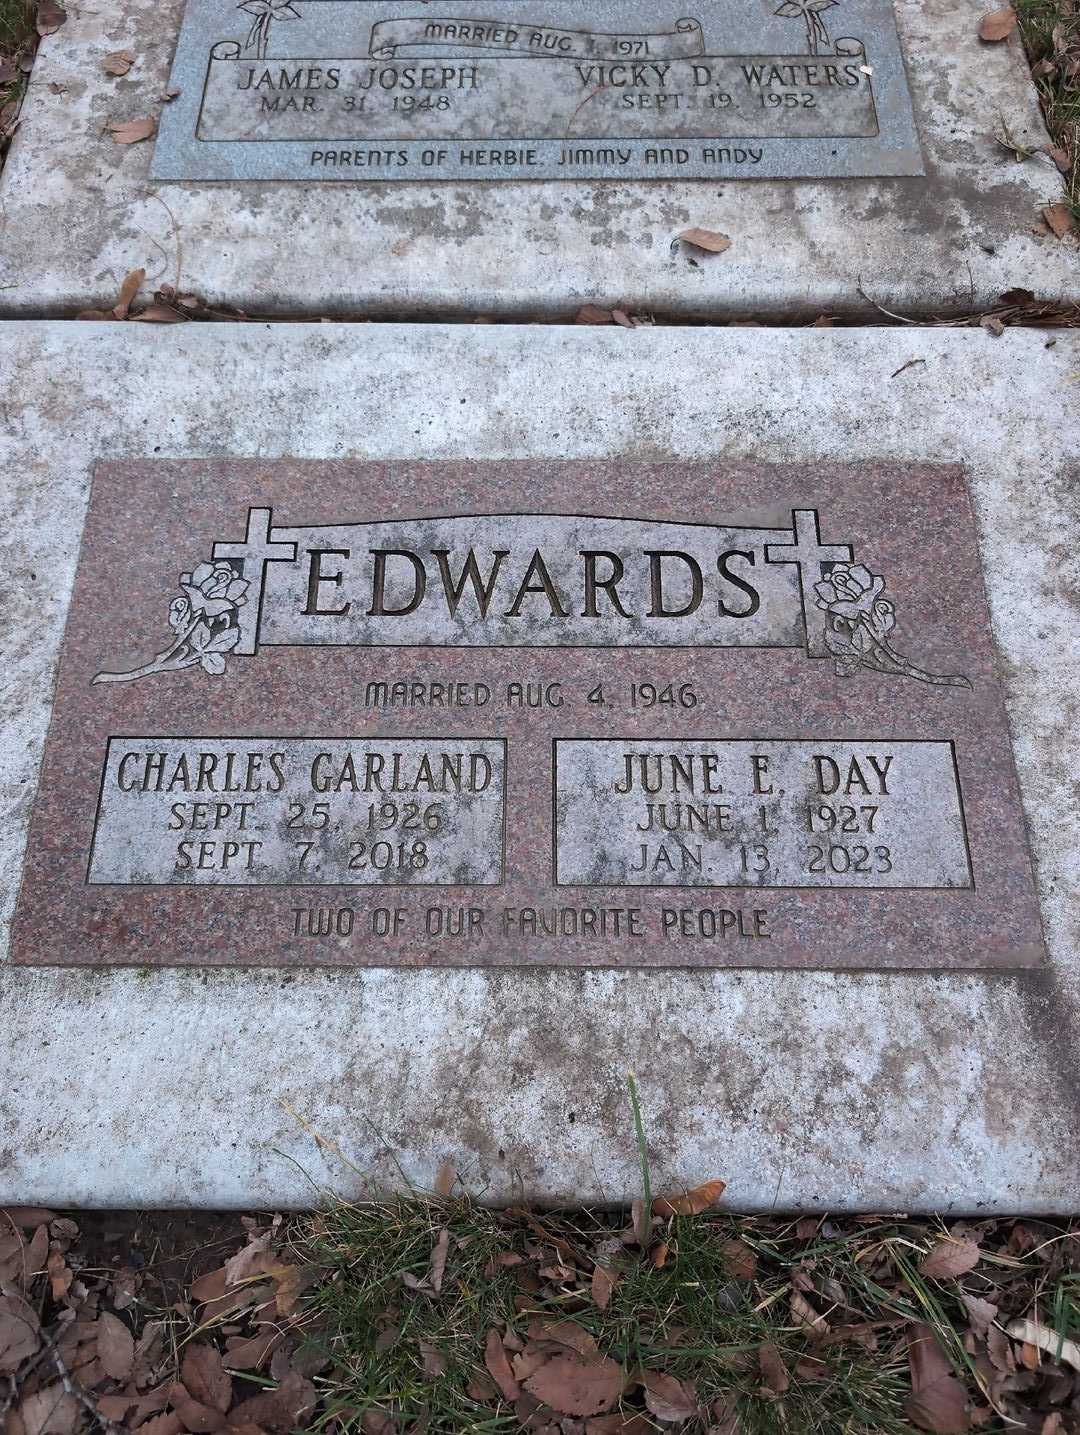 MARRIED AUG. 1, 1971
JAMES JOSEPH
MAR. 31, 1948
VICKY D. WATERS
SEPT. 19, 1952
PARENTS OF HERBIE, JIMMY AND ANDY
EDWARDS
MARRIED AUG 4, 1946
CHARLES GARLAND
SEPT. 25, 1926
SEPT. 7, 2018
JUNE E. DAY
JUNE 1, 1927
JAN. 13, 2023
TWO OF OUR FAVORITE PEOPLE